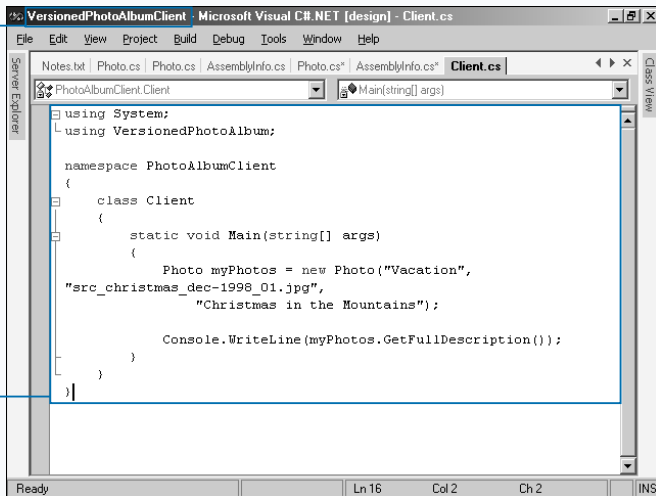 VersionedPhotoAlbumClient - Microsoft Visual C#.NET [design] - Client.cs
File Edit View Project Build Debug Tools Window Help
Server Explorer
Notes.txt Photo.cs Photo.cs AssemblyInfo.cs Photo.cs* AssemblyInfo.cs* Client.cs
Class View
PhotoAlbumClient.Client Main(string[] args)
using System;
using VersionedPhotoAlbum;
namespace PhotoAlbumClient
{
class Client
{
static void Main(string[] args)
{
Photo myPhotos = new Photo("Vacation",
"src_christmas_dec-1998_01.jpg",
"Christmas in the Mountains");
Console.WriteLine(myPhotos.GetFullDescription());
}
}
}
Ready Ln 16 Col 2 Ch 2 INS